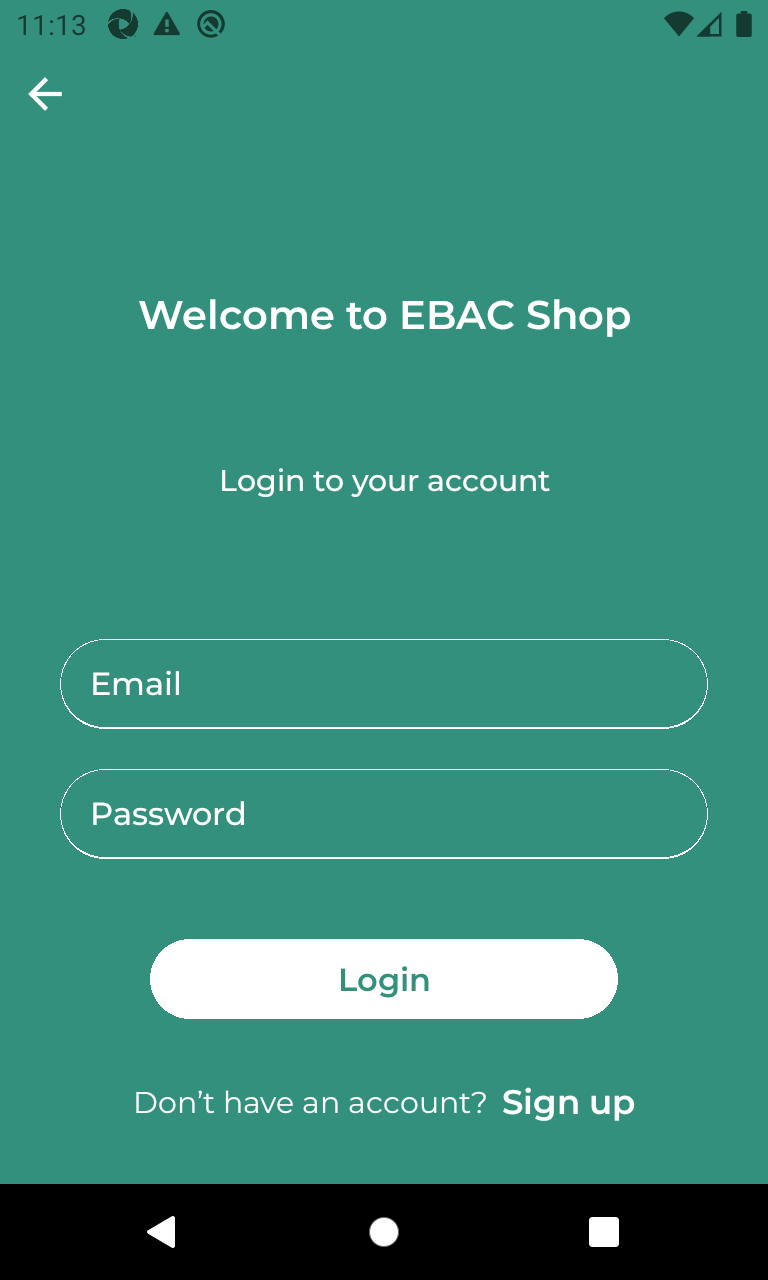 11:13
Welcome to EBAC Shop
Login to your account
Email
Password
Login
Don’t have an account? Sign up